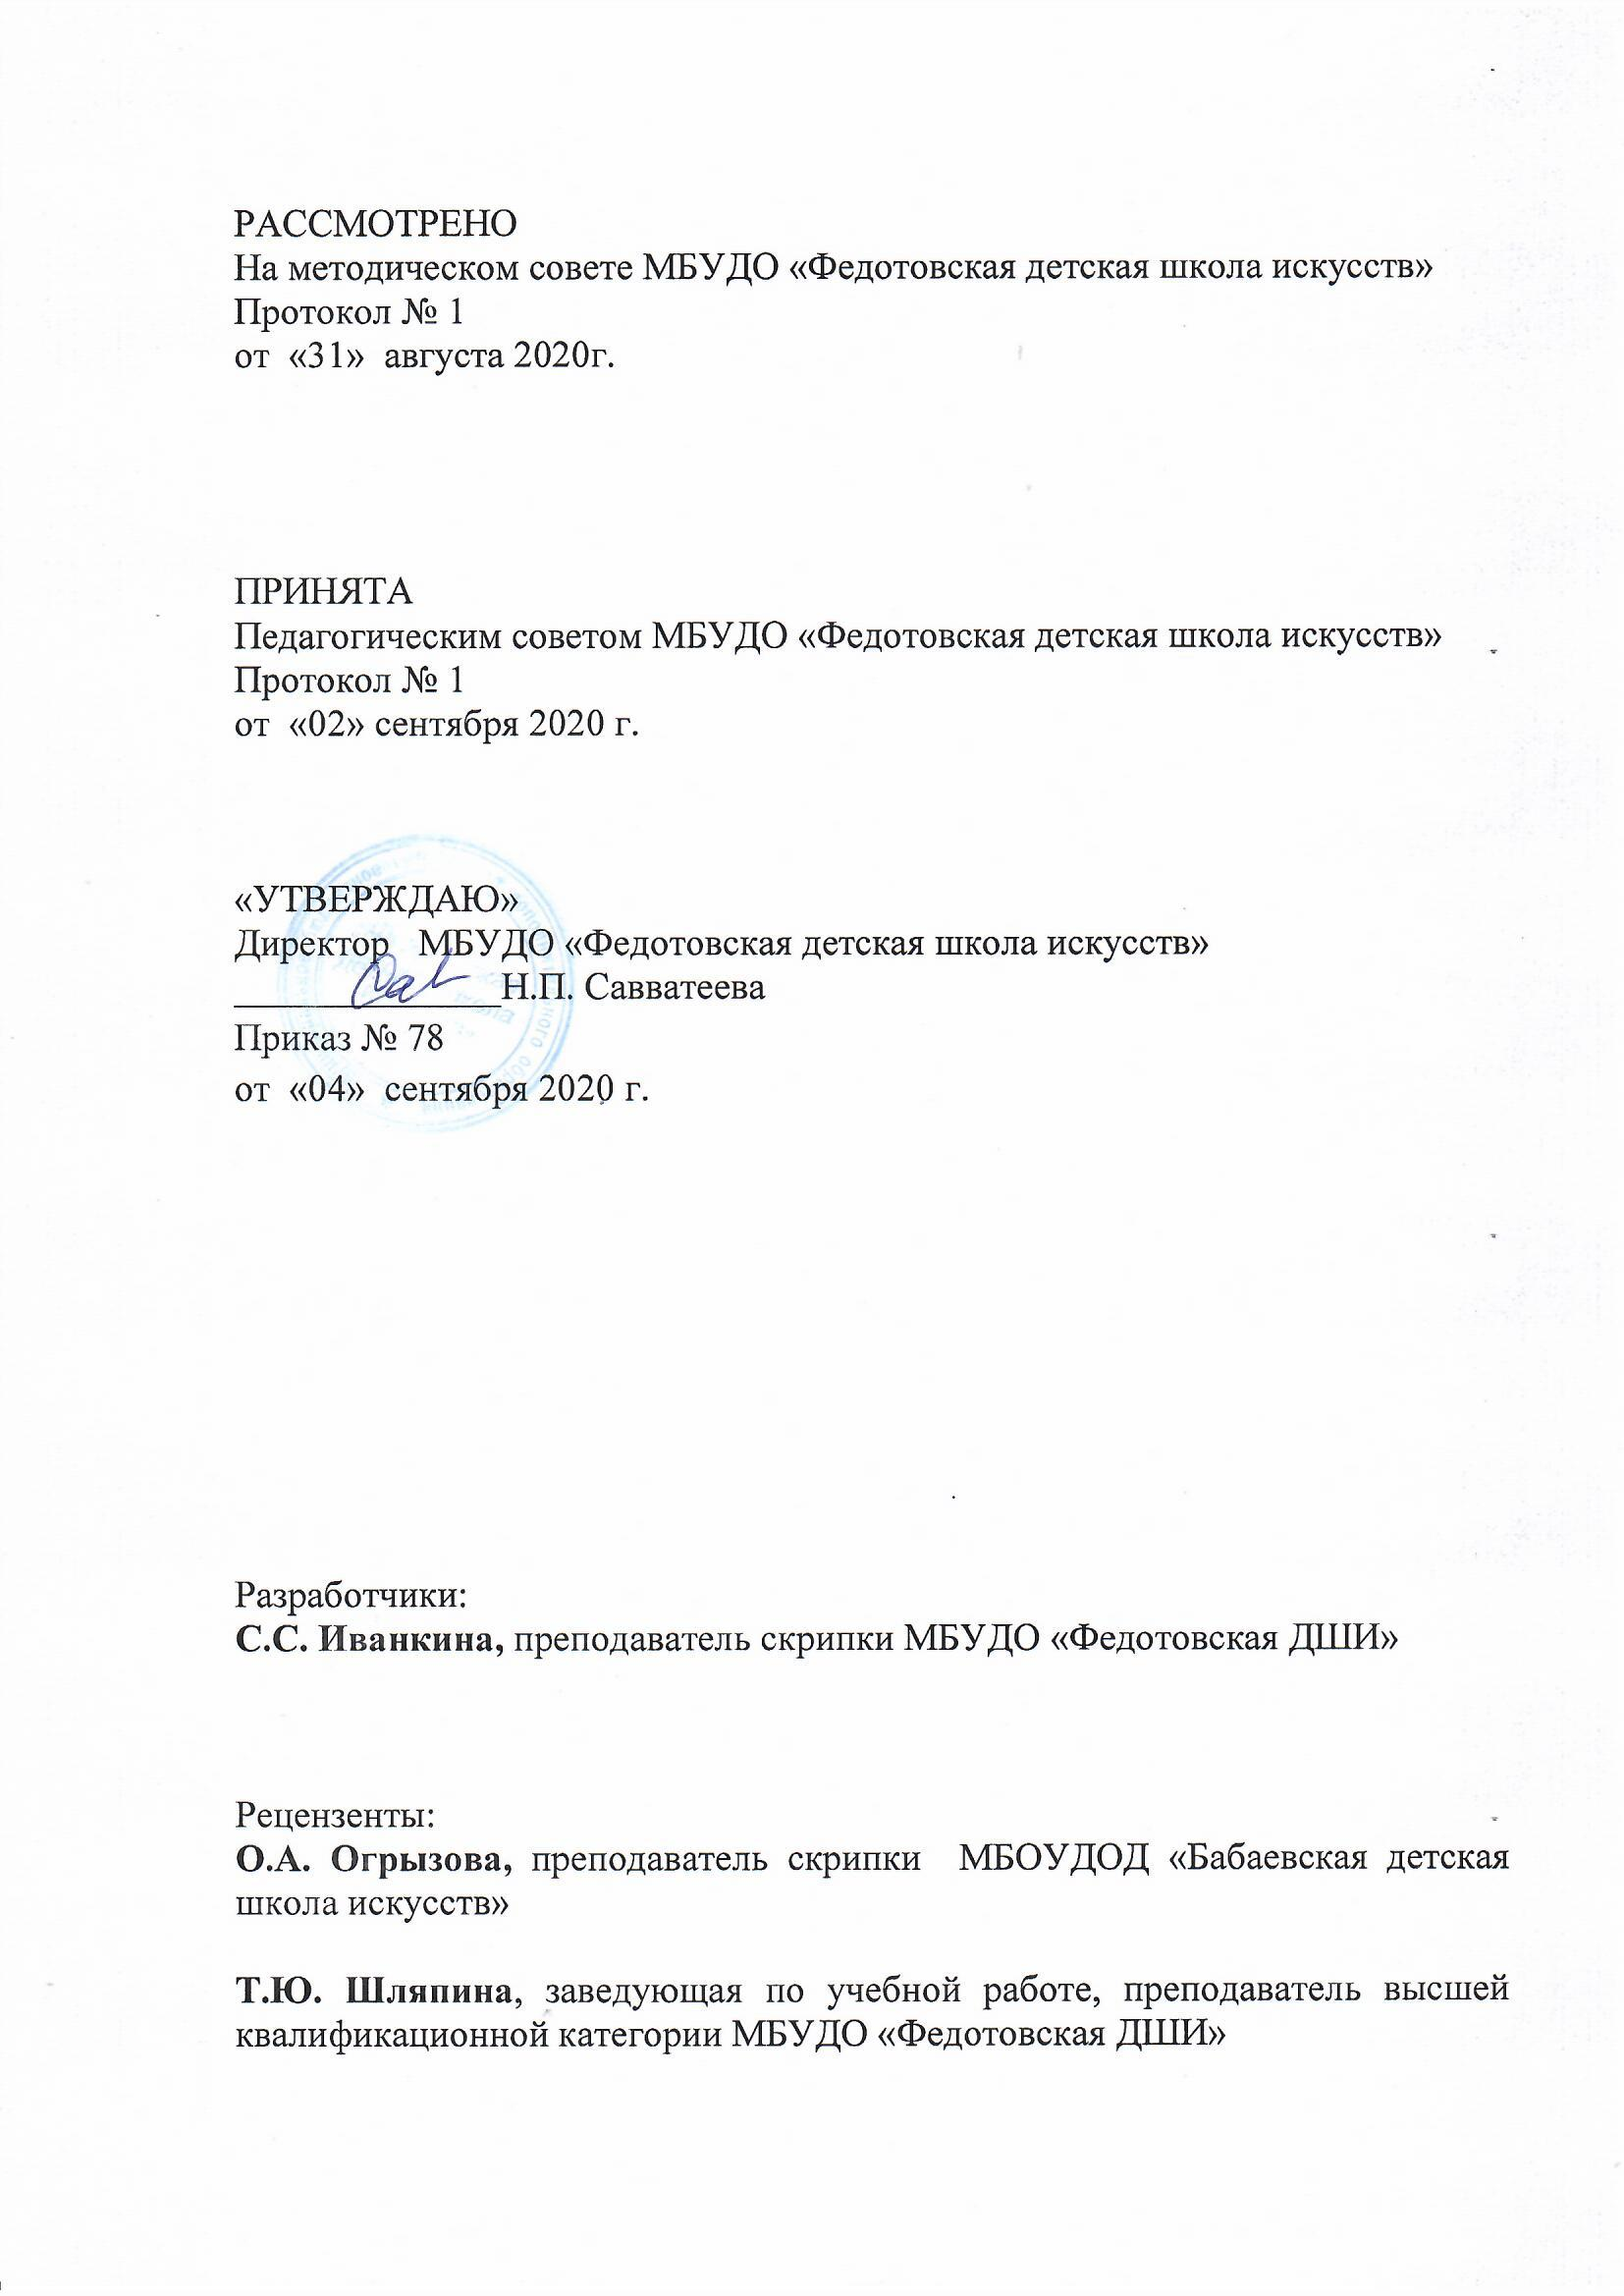 РАССМОТРЕНО
На методическом совете МБУДО «Федотовская детская школа искусств»
Протокол № 1
от «31» августа 2020г.
ПРИНЯТА
Педагогическим советом МБУДО «Федотовская детская школа искусств»
Протокол № 1
от «02» сентября 2020 г.
«УТВЕРЖДАЮ»
Директор МБУДО «Федотовская детская школа искусств»
______________Н.П. Савватеева
Приказ № 78
от «04» сентября 2020 г.
Разработчики:
С.С. Иванкина, преподаватель скрипки МБУДО «Федотовская ДШИ»
Рецензенты:
О.А. Огрызова, преподаватель скрипки МБОУДОД «Бабаевская детская
школа искусств»
Т.Ю. Шляпина, заведующая по учебной работе, преподаватель высшей
квалификационной категории МБУДО «Федотовская ДШИ»